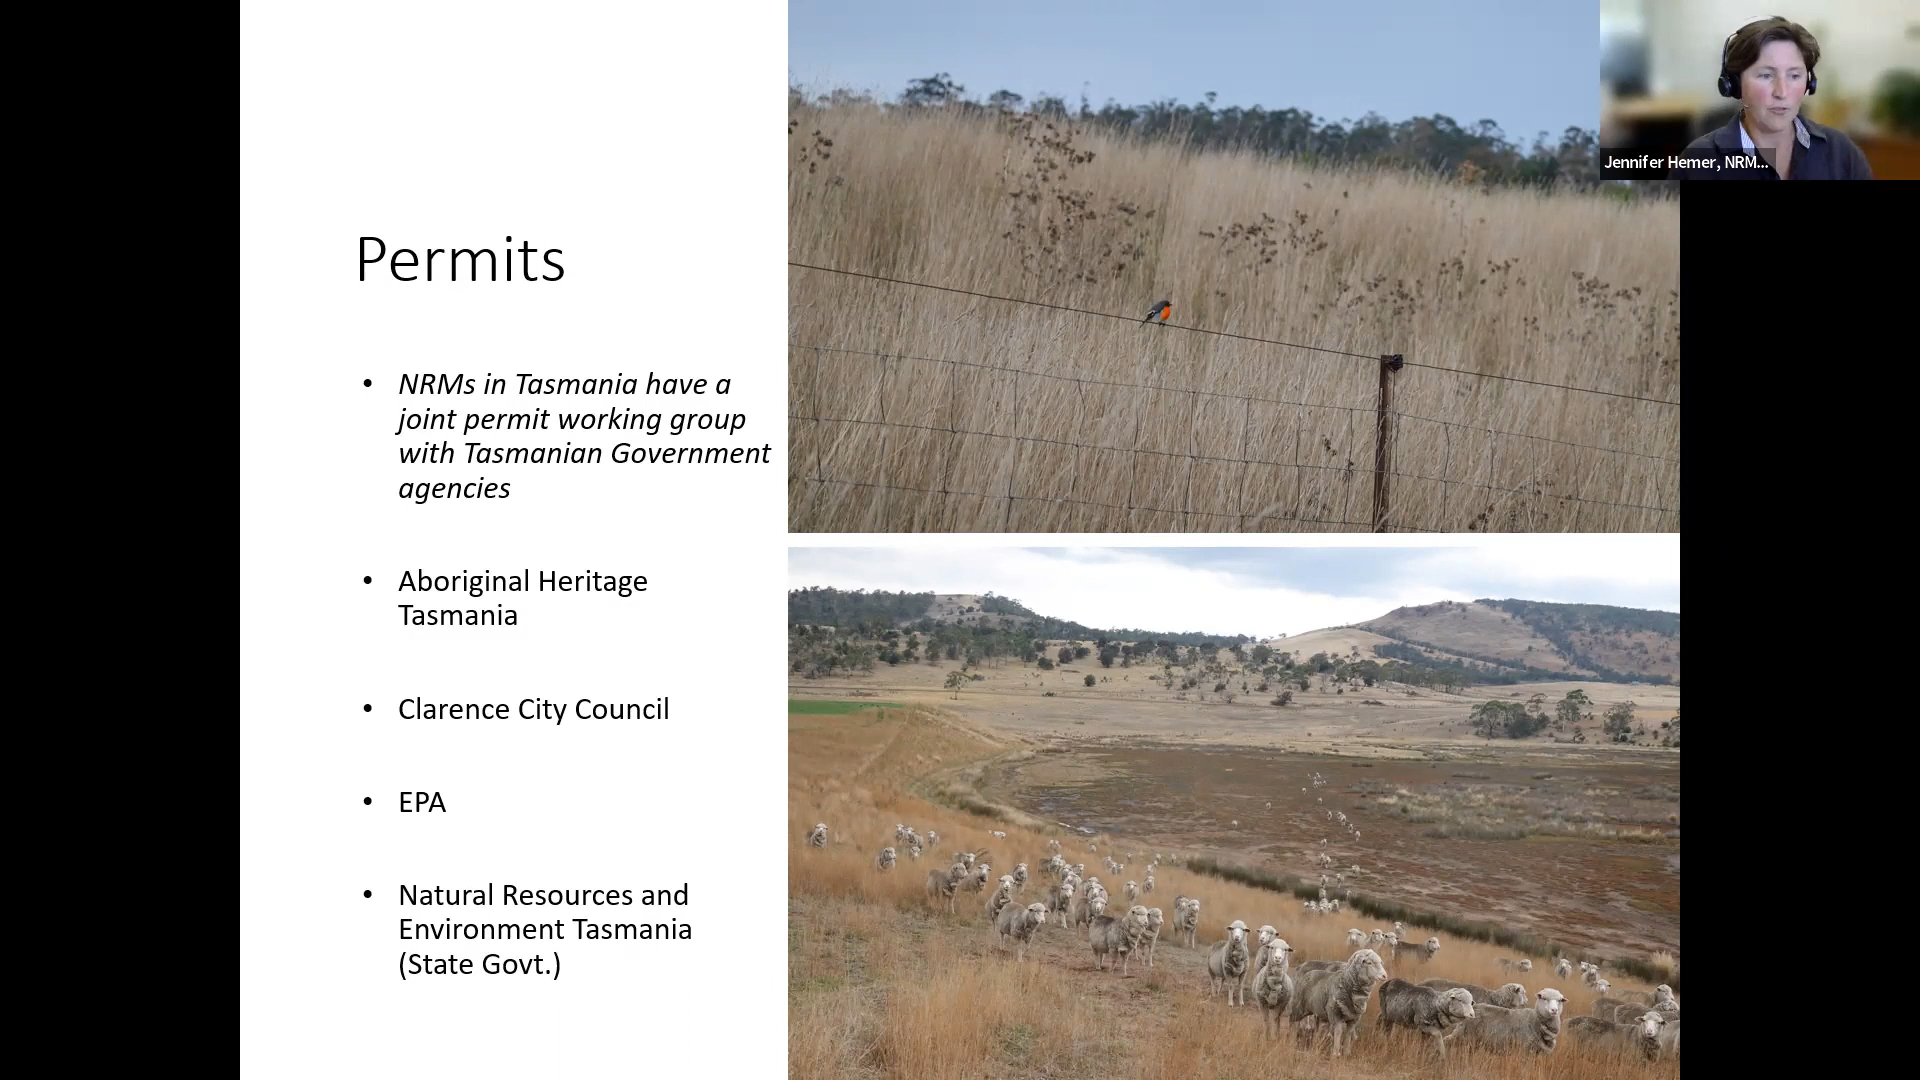 Jennifer Hemer, NRM...
Permits
• NRMs in Tasmania have a
joint permit working group
with Tasmanian Government
agencies
• Aboriginal Heritage
Tasmania
• Clarence City Council
• EPA
• Natural Resources and
Environment Tasmania
(State Govt.)